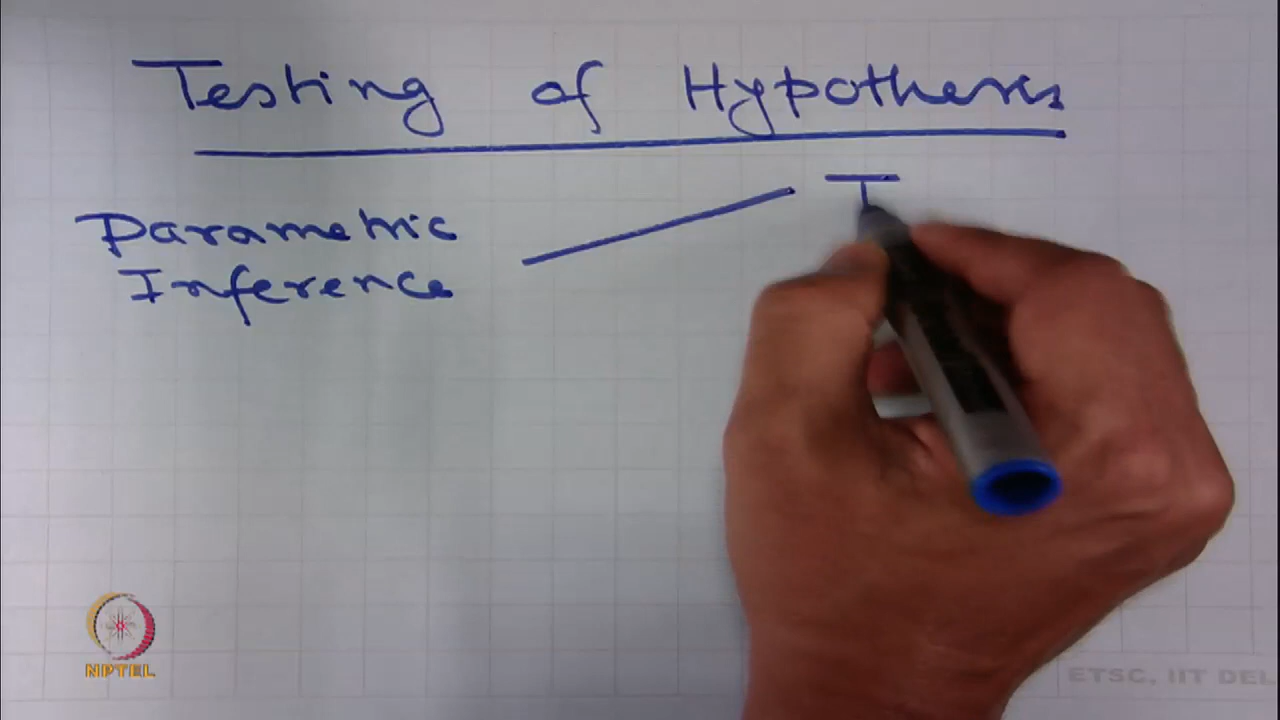 Testing of Hypothesis
Parametric
Inference
T
NPTEL
ETSC, IIT DEL